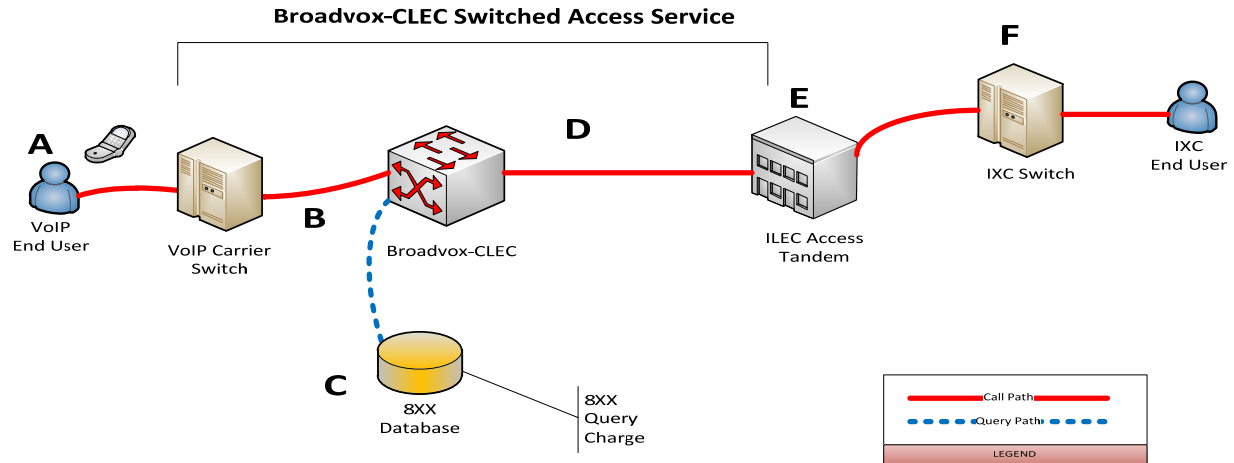 Broadvox-CLEC Switched Access Service
F
E
D
A
IXC
End User
IXC Switch
VoIP
End User
B
VoIP Carrier
Switch
Broadvox-CLEC
ILEC Access
Tandem
C
8XX
Database
8XX
Query
Charge
Call Path
Query Path
LEGEND